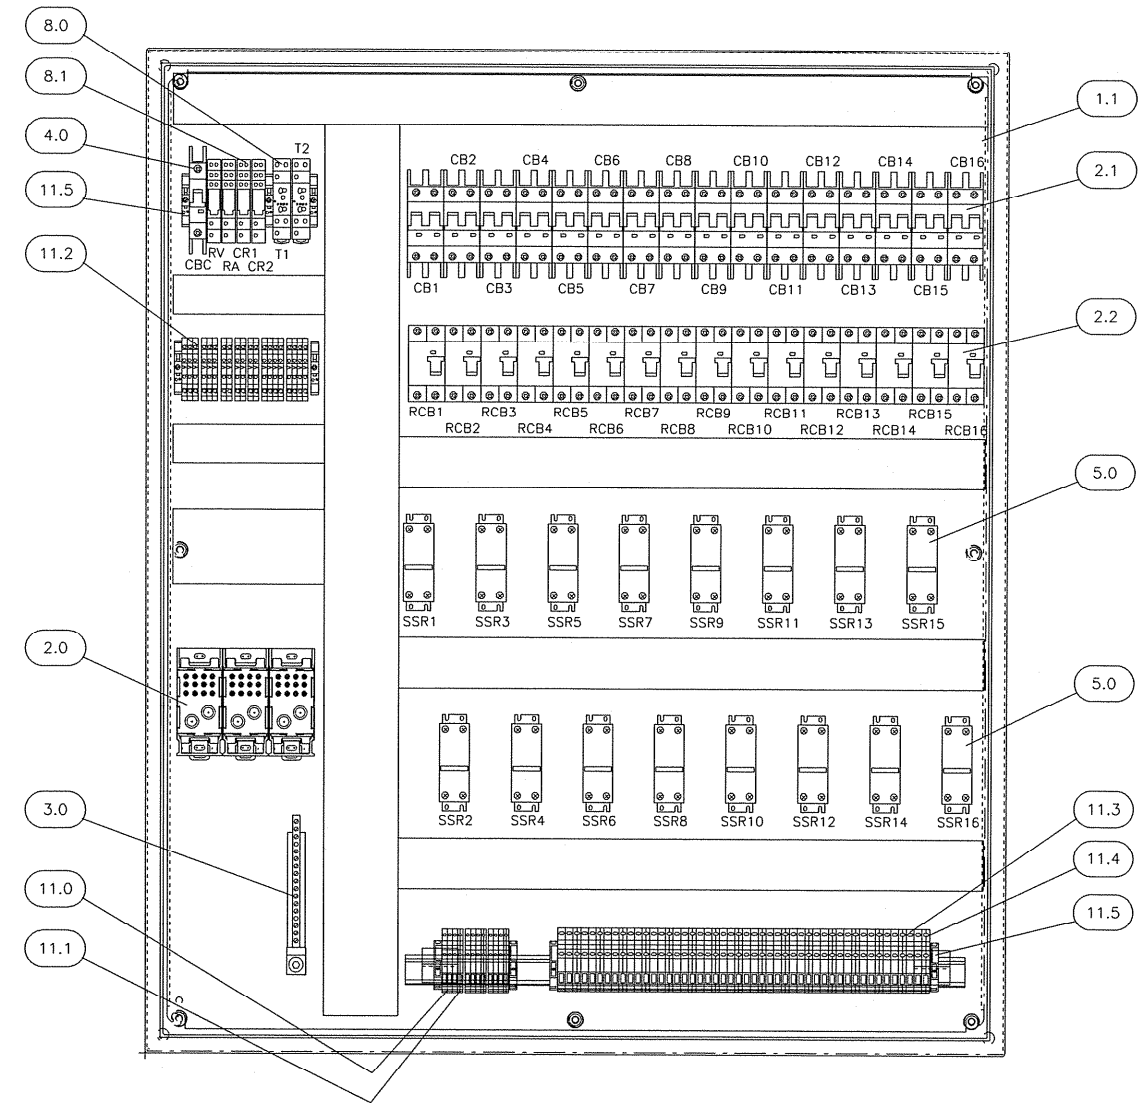 8.0
8.1
1.1
4.0
T2
CB2 CB4 CB6 CB8 CB10 CB12 CB14 CB16
2.1
11.5
11.2
RV CR1 T1
CBC RA CR2
CB1 CB3 CB5 CB7 CB9 CB11 CB13 CB15
2.2
RCB1 RCB3 RCB5 RCB7 RCB9 RCB11 RCB13 RCB15
RCB2 RCB4 RCB6 RCB8 RCB10 RCB12 RCB14 RCB16
5.0
SSR1 SSR3 SSR5 SSR7 SSR9 SSR11 SSR13 SSR15
2.0
5.0
3.0
SSR2 SSR4 SSR6 SSR8 SSR10 SSR12 SSR14 SSR16
11.3
11.4
11.0
11.5
11.1